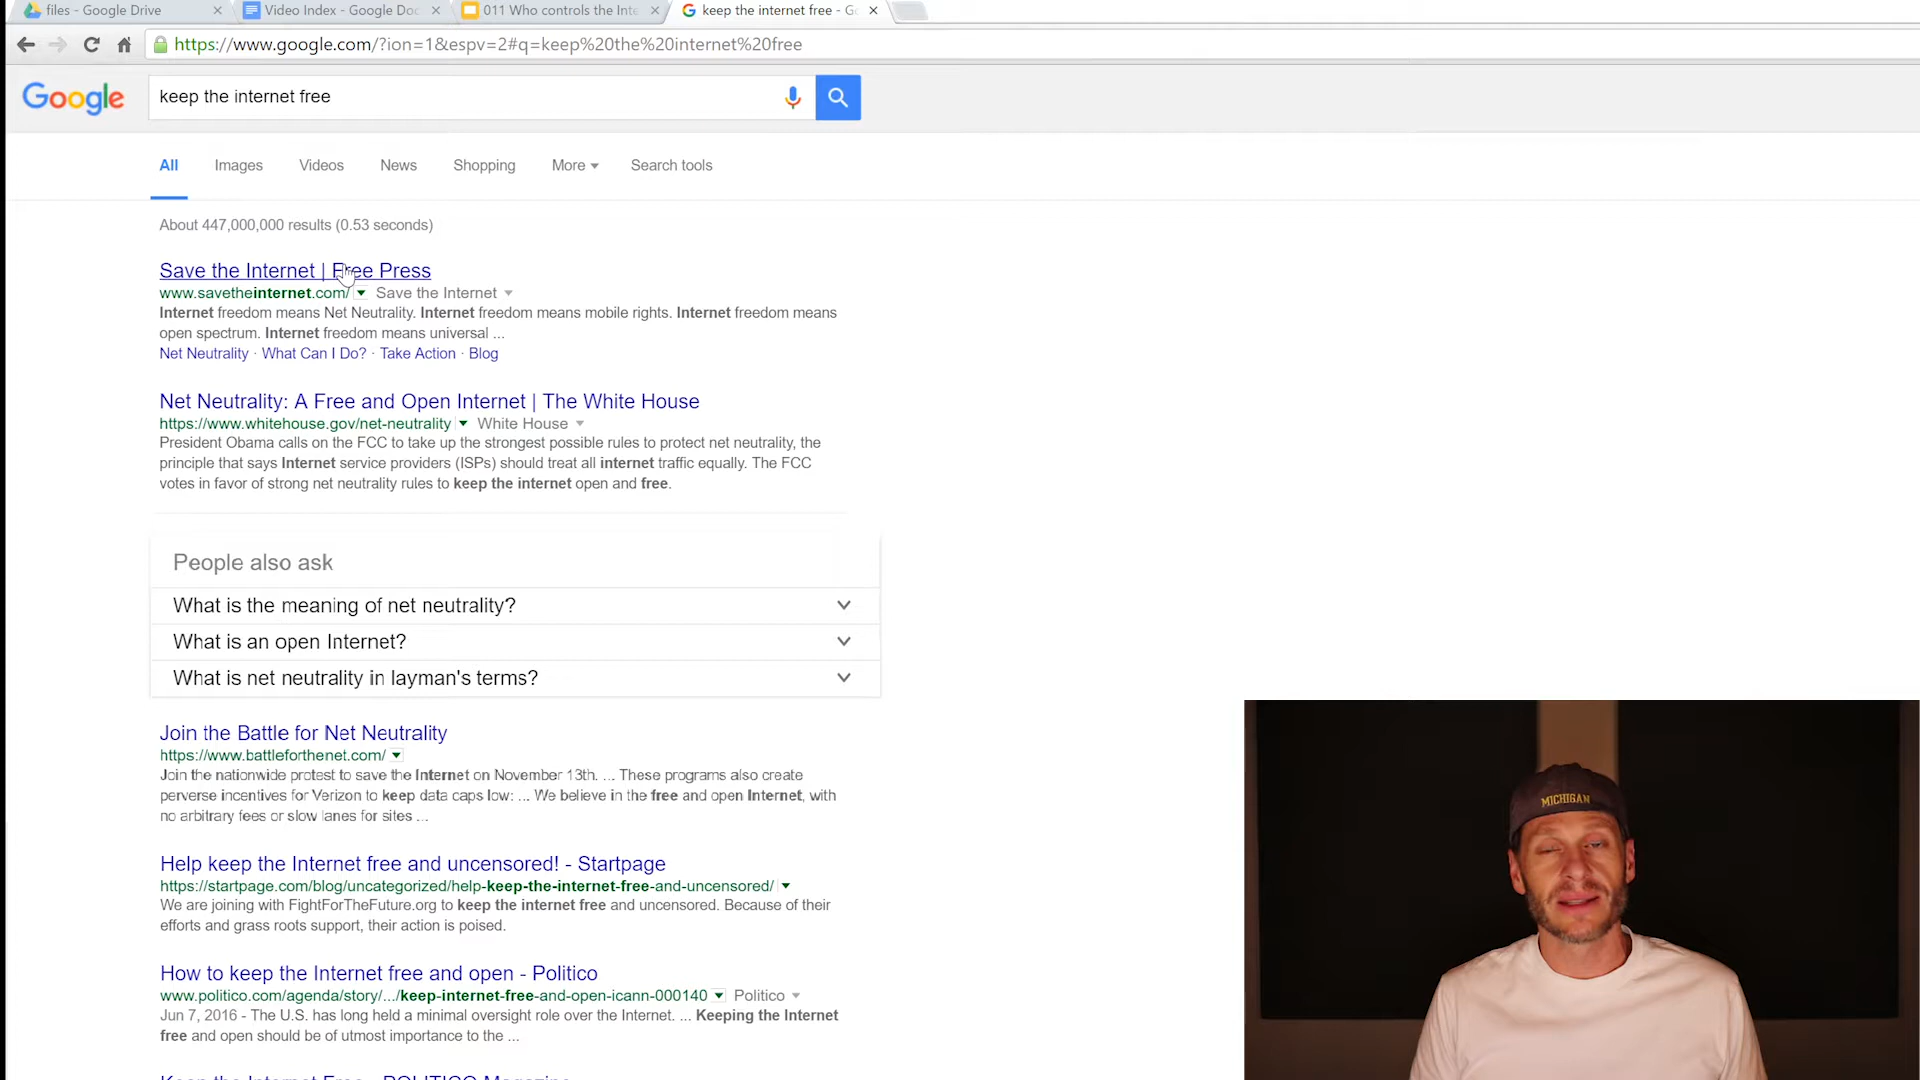 files - Google Drive
Video Index - Google Doc
011 Who controls the Inte
keep the internet free - G
https://www.google.com/?ion=1&espv=2#q=keep%20the%20internet%20free
Google
keep the internet free
All
Images
Videos
News
Shopping
More
Search tools
About 447,000,000 results (0.53 seconds)
Save the Internet | Free Press
www.savetheinternet.com/ Save the Internet
Internet freedom means Net Neutrality. Internet freedom means mobile rights. Internet freedom means
open spectrum. Internet freedom means universal ...
Net Neutrality · What Can I Do? · Take Action · Blog
Net Neutrality: A Free and Open Internet | The White House
https://www.whitehouse.gov/net-neutrality White House
President Obama calls on the FCC to take up the strongest possible rules to protect net neutrality, the
principle that says Internet service providers (ISPs) should treat all internet traffic equally. The FCC
votes in favor of strong net neutrality rules to keep the internet open and free.
People also ask
What is the meaning of net neutrality?
What is an open Internet?
What is net neutrality in layman's terms?
Join the Battle for Net Neutrality
https://www.battleforthenet.com/
Join the nationwide protest to save the Internet on November 13th. ... These programs also create
perverse incentives for Verizon to keep data caps low: ... We believe in the free and open Internet, with
no arbitrary fees or slow lanes for sites ...
Help keep the Internet free and uncensored! - Startpage
https://startpage.com/blog/uncategorized/help-keep-the-internet-free-and-uncensored/
We are joining with FightForTheFuture.org to keep the internet free and uncensored. Because of their
efforts and grass roots support, their action is poised.
How to keep the Internet free and open - Politico
www.politico.com/agenda/story/.../keep-internet-free-and-open-icann-000140 Politico
Jun 7, 2016 - The U.S. has long held a minimal oversight role over the Internet. ... Keeping the Internet
free and open should be of utmost importance to the ...
Keep the Internet Free - POLITICO Magazine
MICHIGAN